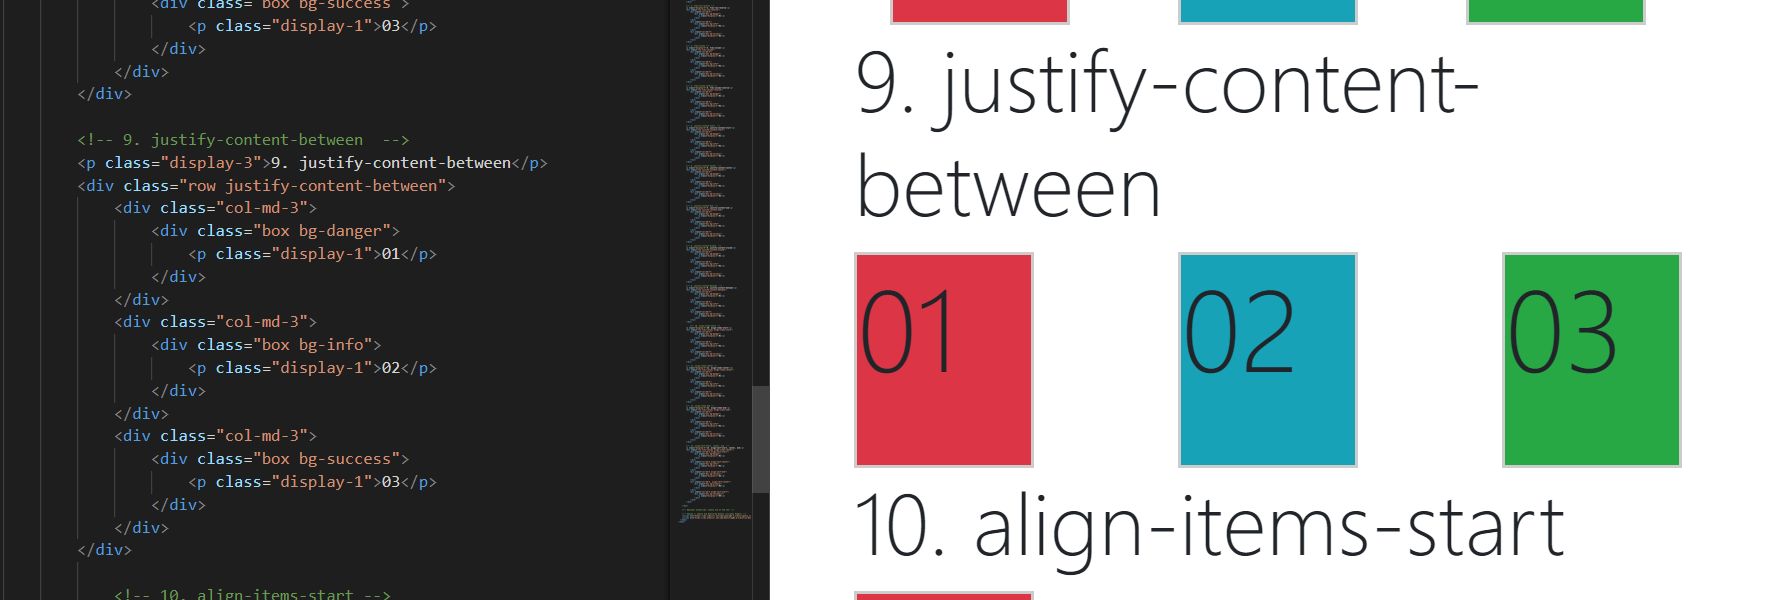 <div class="box bg-success">
<p class="display-1">03</p>
</div>
</div>
</div>
<!-- 9. justify-content-between  -->
<p class="display-3">9. justify-content-between</p>
<div class="row justify-content-between">
<div class="col-md-3">
<div class="box bg-danger">
<p class="display-1">01</p>
</div>
</div>
<div class="col-md-3">
<div class="box bg-info">
<p class="display-1">02</p>
</div>
</div>
<div class="col-md-3">
<div class="box bg-success">
<p class="display-1">03</p>
</div>
</div>
</div>
<!-- 10. align-items-start -->
9. justify-content-
between
01 02 03
10. align-items-start